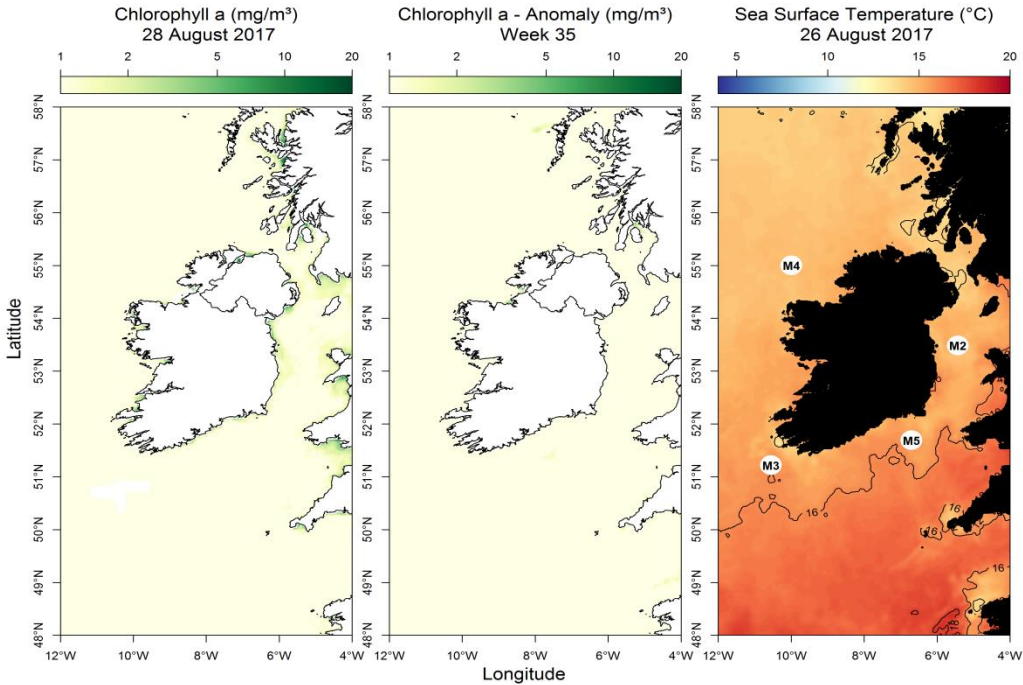 Chlorophyll a (mg/m³)
28 August 2017
1 2 5 10 20
Chlorophyll a - Anomaly (mg/m³)
Week 35
1 2 5 10 20
Sea Surface Temperature (°C)
26 August 2017
5 10 15 20
Latitude
58°N
57°N
56°N
55°N
54°N
53°N
52°N
51°N
50°N
49°N
48°N
12°W 10°W 8°W 6°W 4°W
58°N
57°N
56°N
55°N
54°N
53°N
52°N
51°N
50°N
49°N
48°N
12°W 10°W 8°W 6°W 4°W
58°N
57°N
56°N
55°N
54°N
53°N
52°N
51°N
50°N
49°N
48°N
M4
M2
M5
M3
16
16
16
16
18
12°W 10°W 8°W 6°W 4°W
Longitude